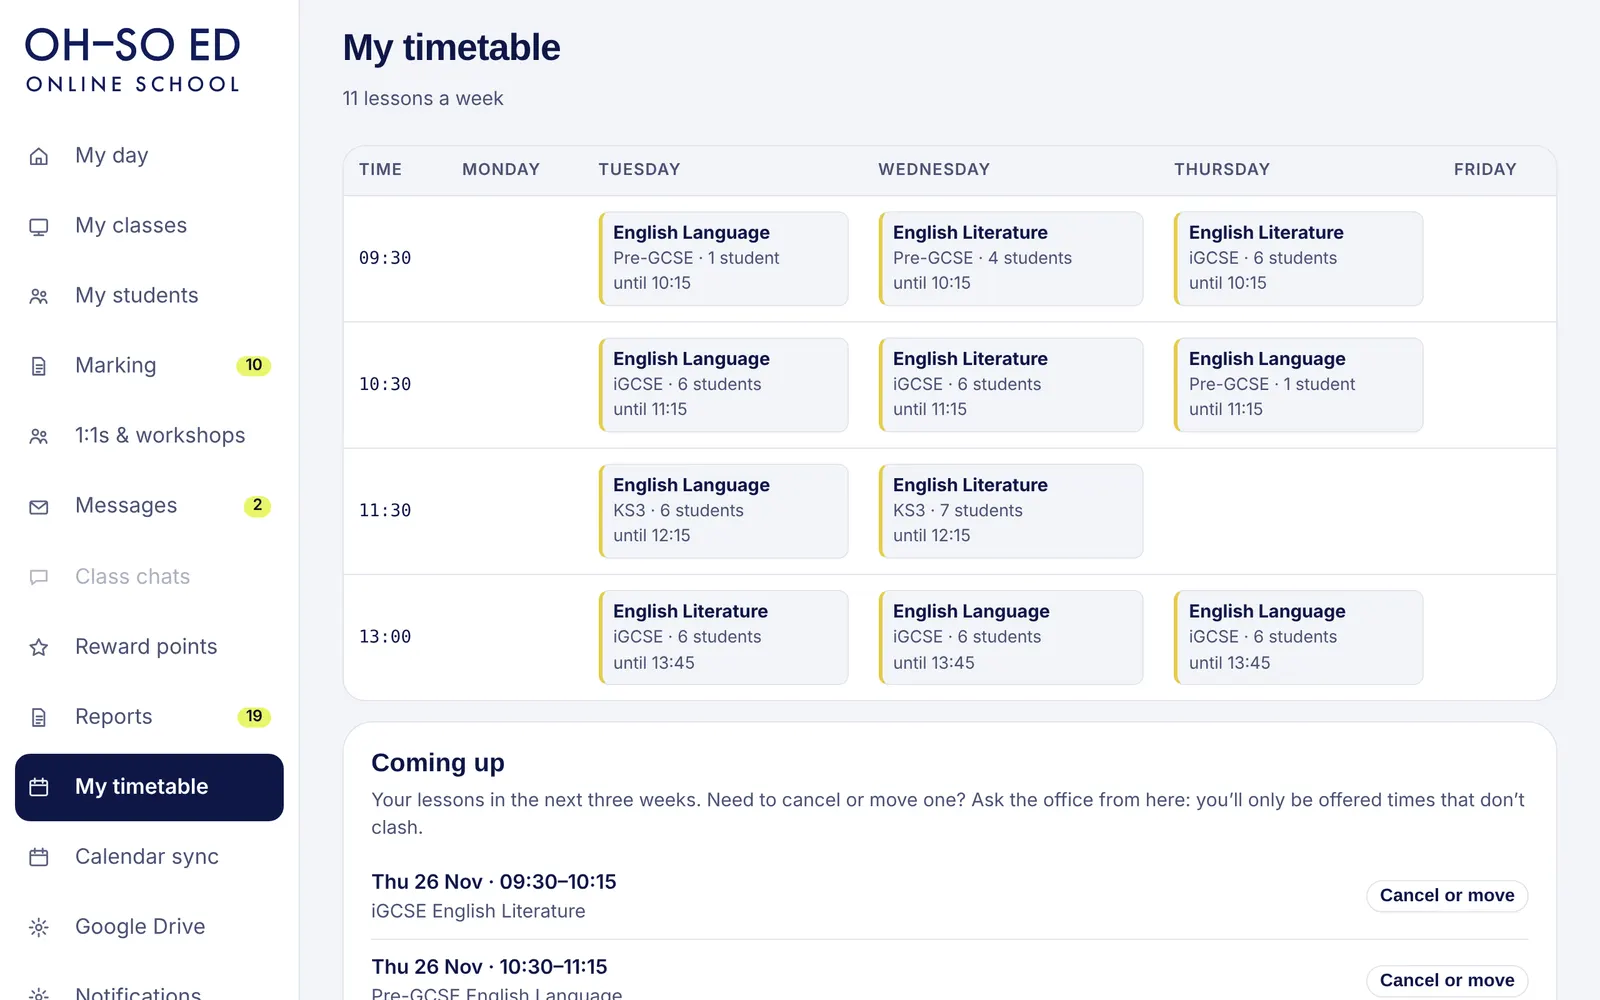 OH–SO ED
ONLINE SCHOOL
My day
My classes
My students
Marking 10
1:1s & workshops
Messages 2
Class chats
Reward points
Reports 19
My timetable
Calendar sync
Google Drive
Notifications
My timetable
11 lessons a week
TIME MONDAY TUESDAY WEDNESDAY THURSDAY FRIDAY
09:30
English Language
Pre-GCSE · 1 student
until 10:15
English Literature
Pre-GCSE · 4 students
until 10:15
English Literature
iGCSE · 6 students
until 10:15
10:30
English Language
iGCSE · 6 students
until 11:15
English Literature
iGCSE · 6 students
until 11:15
English Language
Pre-GCSE · 1 student
until 11:15
11:30
English Language
KS3 · 6 students
until 12:15
English Literature
KS3 · 7 students
until 12:15
13:00
English Literature
iGCSE · 6 students
until 13:45
English Language
iGCSE · 6 students
until 13:45
English Language
iGCSE · 6 students
until 13:45
Coming up
Your lessons in the next three weeks. Need to cancel or move one? Ask the office from here: you’ll only be offered times that don’t
clash.
Thu 26 Nov · 09:30–10:15
iGCSE English Literature
Cancel or move
Thu 26 Nov · 10:30–11:15
Pre-GCSE English Language
Cancel or move